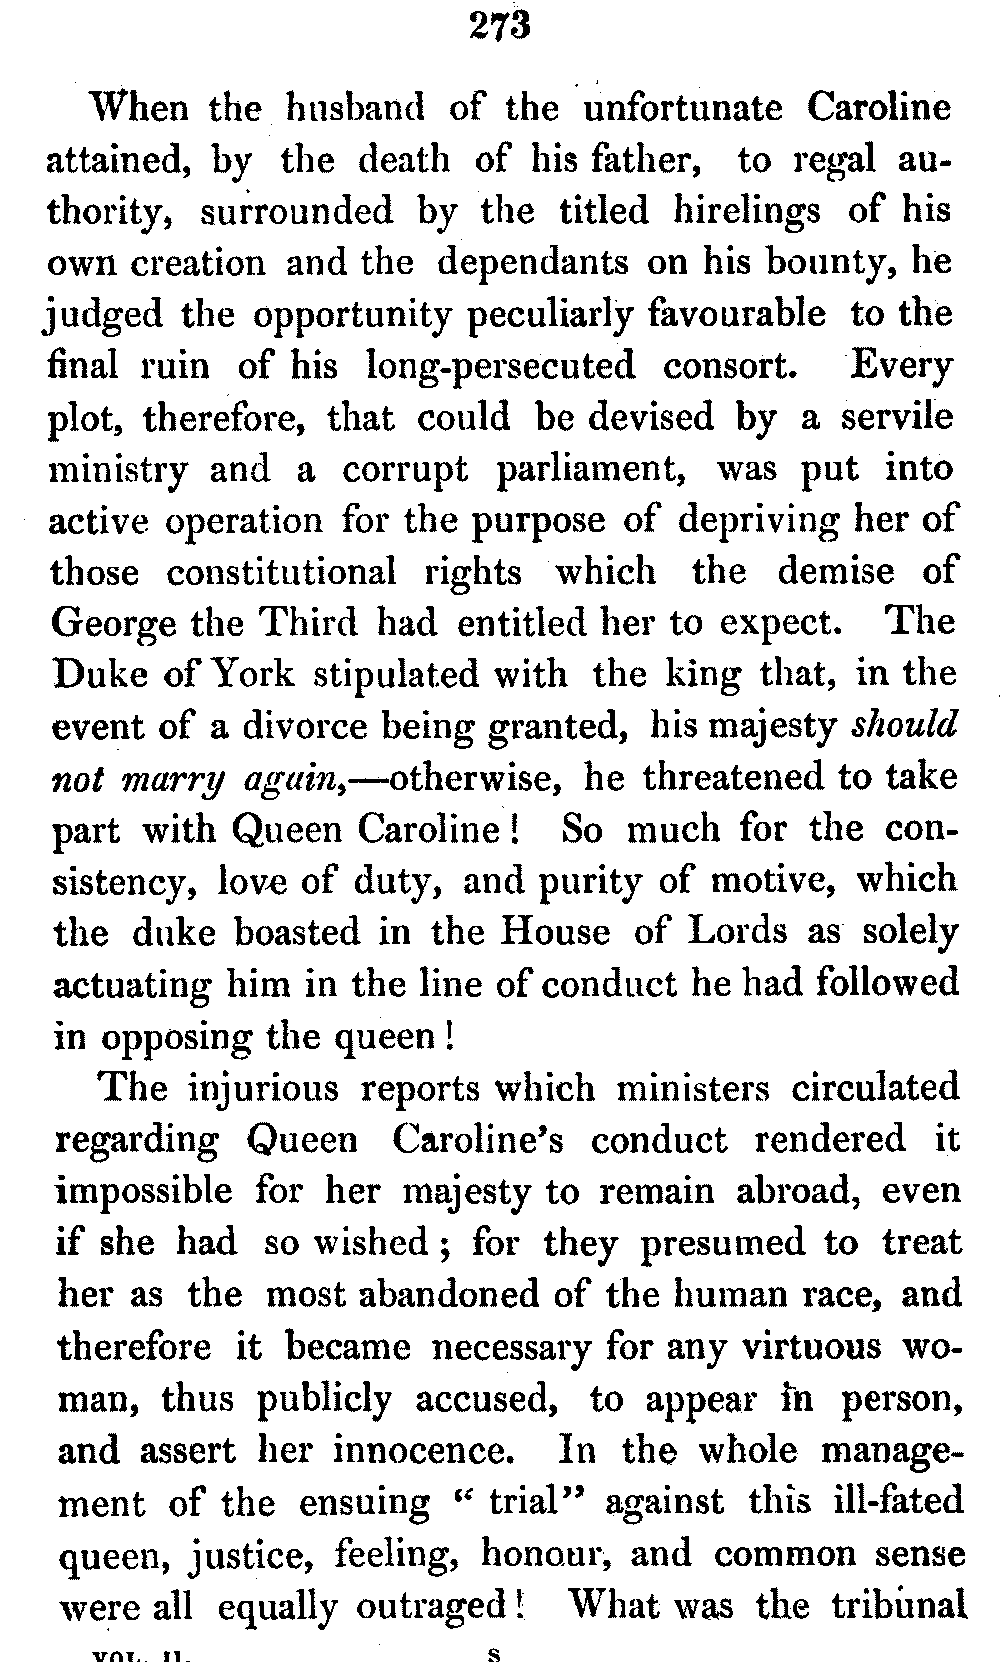 273
When the husband of the unfortunate Caroline
attained, by the death of his father, to regal au-
thority, surrounded by the titled hirelings of his
own creation and the dependants on his bounty, he
judged the opportunity peculiarly favourable to the
final ruin of his long-persecuted consort. Every
plot, therefore, that could be devised by a servile
ministry and a corrupt parliament, was put into
active operation for the purpose of depriving her of
those constitutional rights which the demise of
George the Third had entitled her to expect. The
Duke of York stipulated with the king that, in the
event of a divorce being granted, his majesty should
not marry again,—otherwise, he threatened to take
part with Queen Caroline! So much for the con-
sistency, love of duty, and purity of motive, which
the duke boasted in the House of Lords as solely
actuating him in the line of conduct he had followed
in opposing the queen!
The injurious reports which ministers circulated
regarding Queen Caroline's conduct rendered it
impossible for her majesty to remain abroad, even
if she had so wished; for they presumed to treat
her as the most abandoned of the human race, and
therefore it became necessary for any virtuous wo-
man, thus publicly accused, to appear in person,
and assert her innocence. In the whole manage-
ment of the ensuing "trial" against this ill-fated
queen, justice, feeling, honour, and common sense
were all equally outraged! What was the tribunal
VOL. II. S